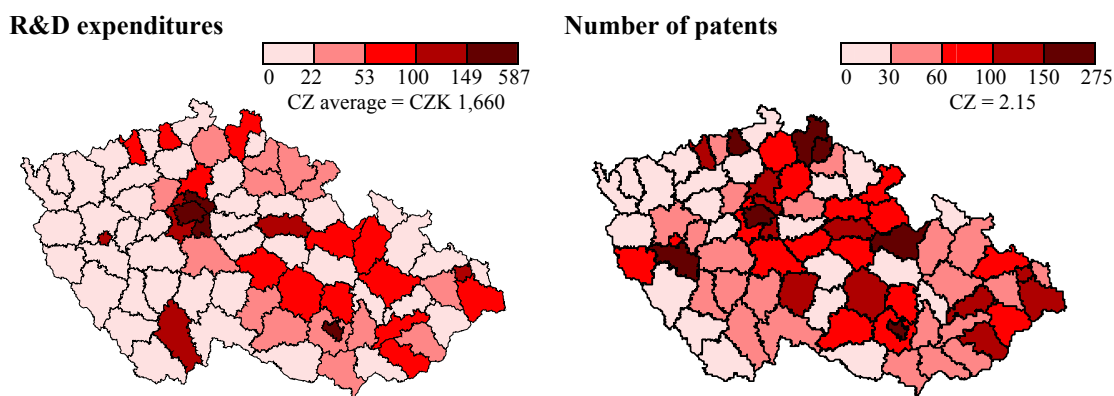 R&D expenditures
0 22 53 100 149 587
CZ average = CZK 1,660
Number of patents
0 30 60 100 150 275
CZ = 2.15